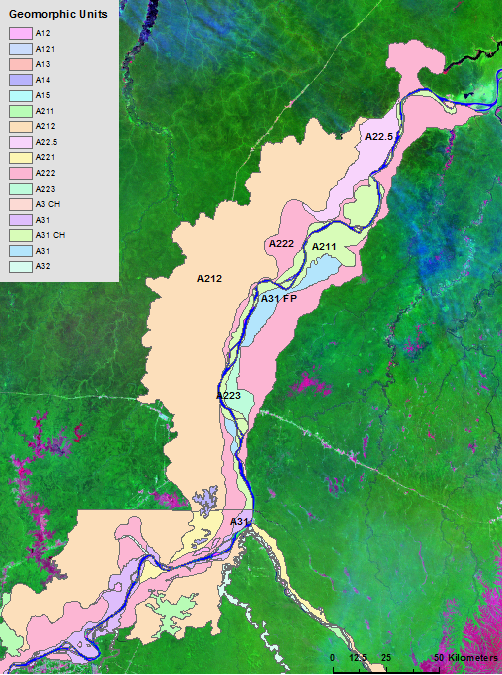 Geomorphic Units
A12
A121
A13
A14
A15
A211
A212
A22.5
A221
A222
A223
A3 CH
A31
A31 CH
A31
A32
A22.5
A222
A211
A212
A31 FP
A223
A31
0 12.5 25 50 Kilometers